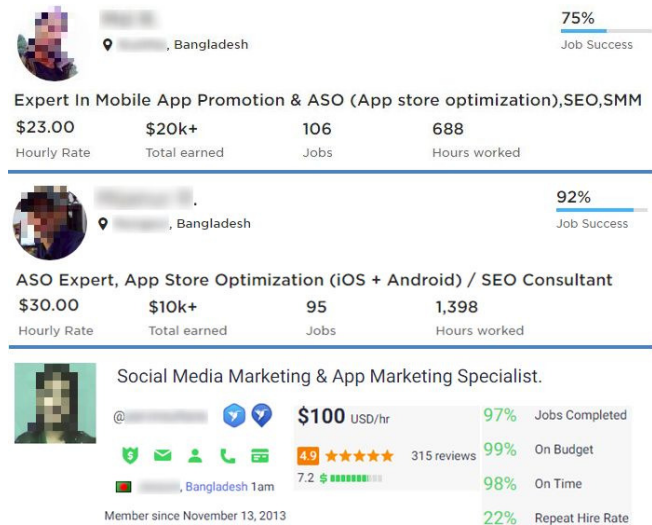 75%
, Bangladesh
Job Success
Expert In Mobile App Promotion & ASO (App store optimization),SEO,SMM
$23.00 $20k+ 106 688
Hourly Rate Total earned Jobs Hours worked
92%
, Bangladesh
Job Success
ASO Expert, App Store Optimization (iOS + Android) / SEO Consultant
$30.00 $10k+ 95 1,398
Hourly Rate Total earned Jobs Hours worked
Social Media Marketing & App Marketing Specialist.
@ $100 USD/hr 97% Jobs Completed
4.9 315 reviews 99% On Budget
7.2 $ 98% On Time
, Bangladesh 1am
Member since November 13, 2013 22% Repeat Hire Rate